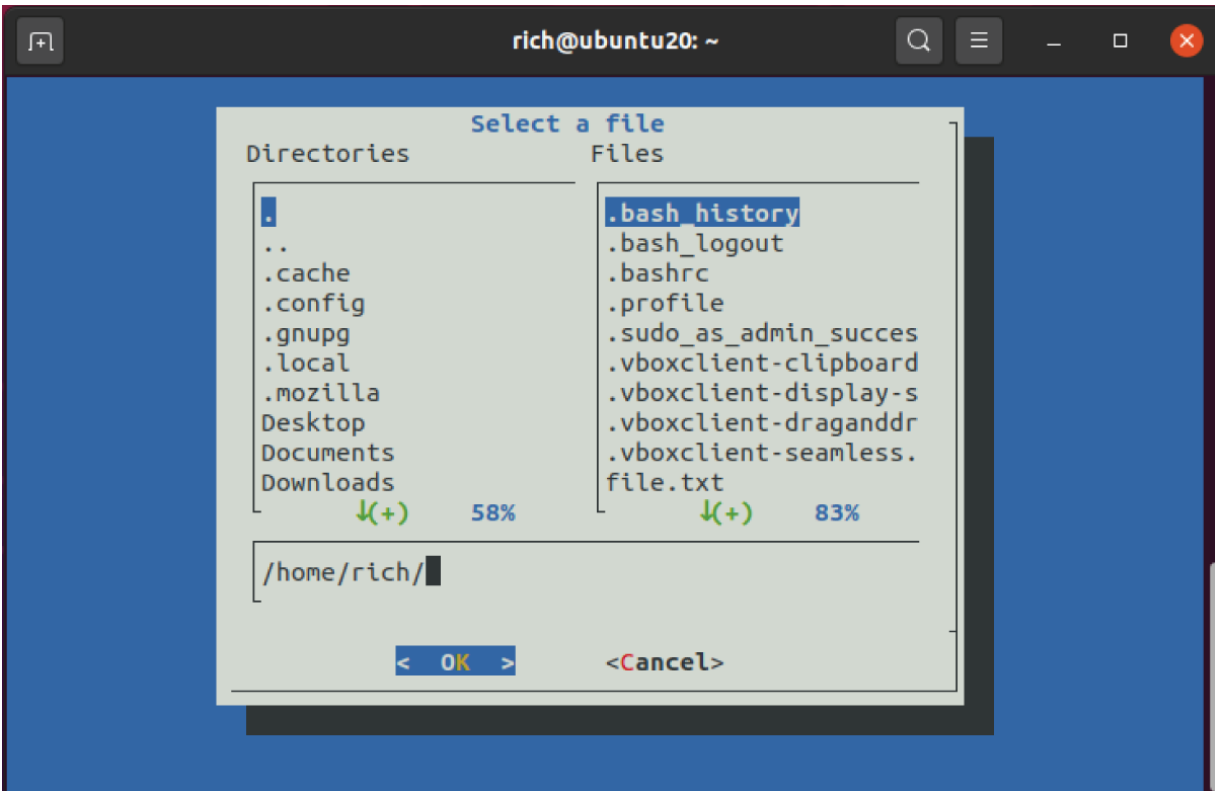 rich@ubuntu20: ~
Select a file
Directories Files
. .bash_history
.. .bash_logout
.cache .bashrc
.config .profile
.gnupg .sudo_as_admin_succes
.local .vboxclient-clipboard
.mozilla .vboxclient-display-s
Desktop .vboxclient-draganddr
Documents .vboxclient-seamless.
Downloads file.txt
↓(+) 58% ↓(+) 83%
/home/rich/
< OK > <Cancel>